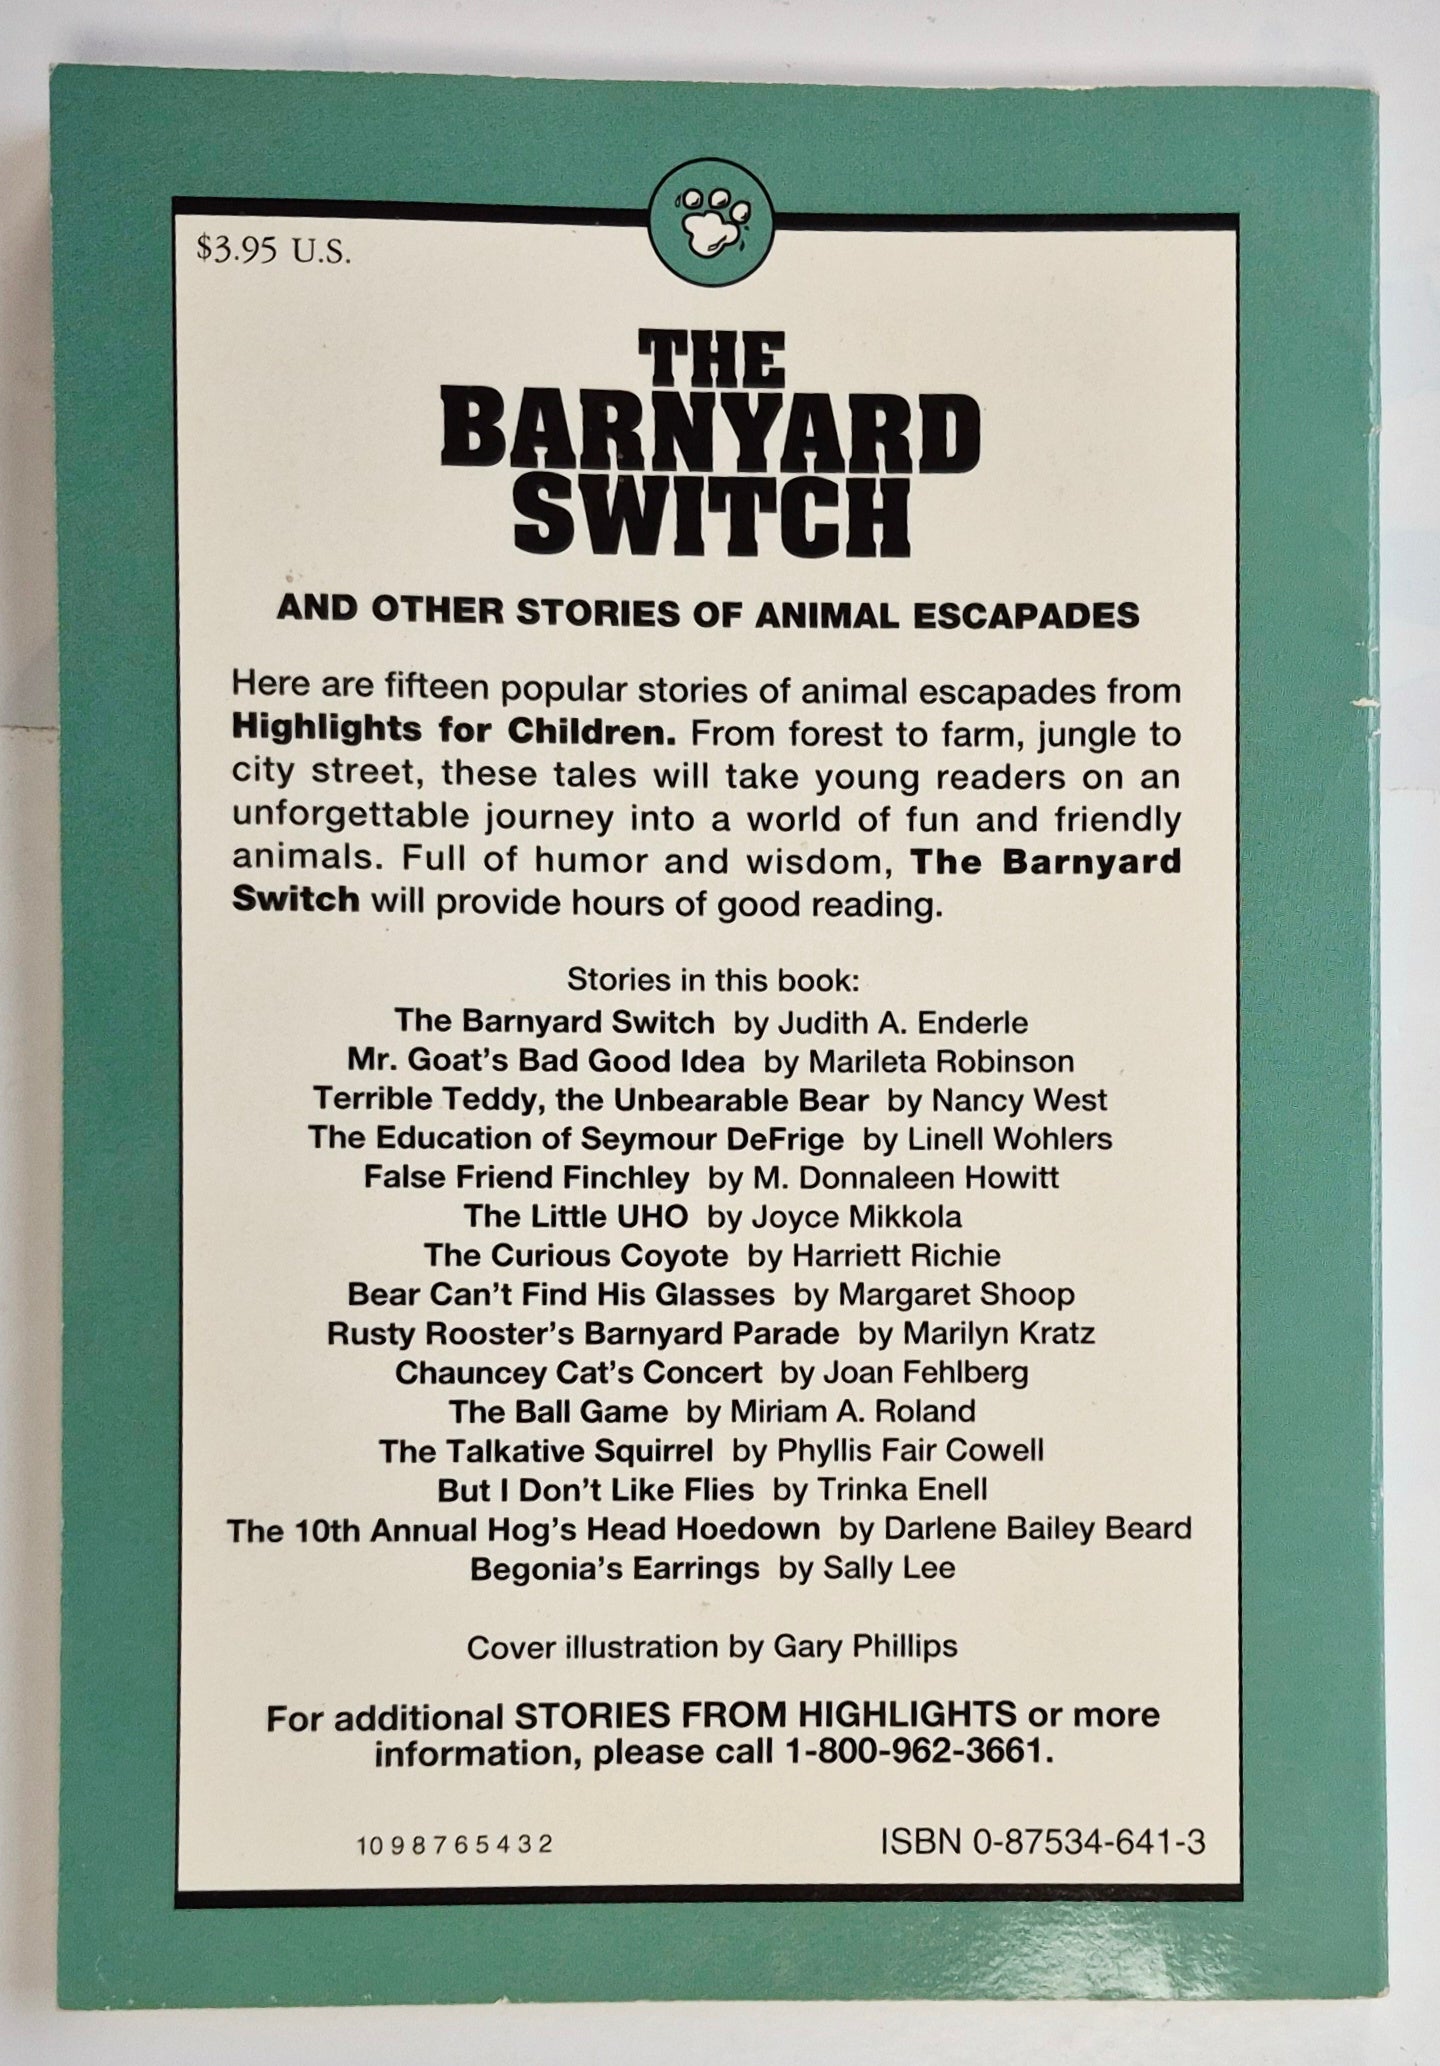 $3.95 U.S.
THE
BARNYARD
SWITCH
AND OTHER STORIES OF ANIMAL ESCAPADES
Here are fifteen popular stories of animal escapades from
Highlights for Children. From forest to farm, jungle to
city street, these tales will take young readers on an
unforgettable journey into a world of fun and friendly
animals. Full of humor and wisdom, The Barnyard
Switch will provide hours of good reading.
Stories in this book:
The Barnyard Switch by Judith A. Enderle
Mr. Goat's Bad Good Idea by Marileta Robinson
Terrible Teddy, the Unbearable Bear by Nancy West
The Education of Seymour DeFrige by Linell Wohlers
False Friend Finchley by M. Donnaleen Howitt
The Little UHO by Joyce Mikkola
The Curious Coyote by Harriett Richie
Bear Can't Find His Glasses by Margaret Shoop
Rusty Rooster's Barnyard Parade by Marilyn Kratz
Chauncey Cat's Concert by Joan Fehlberg
The Ball Game by Miriam A. Roland
The Talkative Squirrel by Phyllis Fair Cowell
But I Don't Like Flies by Trinka Enell
The 10th Annual Hog's Head Hoedown by Darlene Bailey Beard
Begonia's Earrings by Sally Lee
Cover illustration by Gary Phillips
For additional STORIES FROM HIGHLIGHTS or more
information, please call 1-800-962-3661.
10 9 8 7 6 5 4 3 2
ISBN 0-87534-641-3